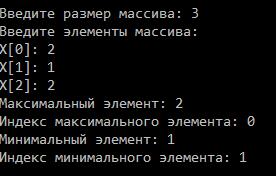 Введите размер массива: 3
Введите элементы массива:
X[0]: 2
X[1]: 1
X[2]: 2
Максимальный элемент: 2
Индекс максимального элемента: 0
Минимальный элемент: 1
Индекс минимального элемента: 1